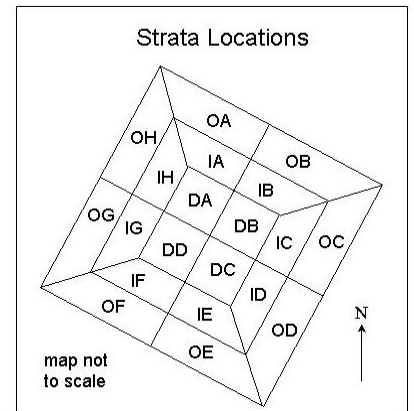 Strata Locations
OA
OH
OB
IA
IH
IB
DA
OG
IG
DB
OC
IC
DD
DC
IF
ID
OF
IE
OD
OE
N
map not
to scale